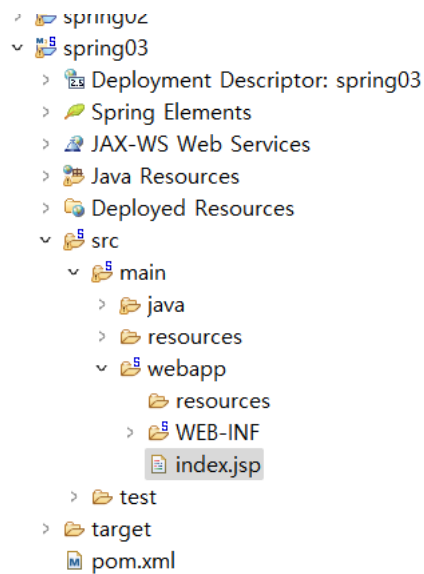 spring02
spring03
Deployment Descriptor: spring03
Spring Elements
JAX-WS Web Services
Java Resources
Deployed Resources
src
main
java
resources
webapp
resources
WEB-INF
index.jsp
test
target
pom.xml